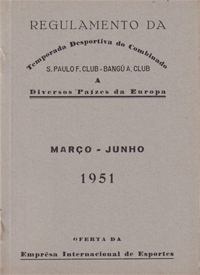 REGULAMENTO DA
Temporada Desportiva do Combinado
S. PAULO F. CLUB - BANGÚ A. CLUB
A
Diversos Paízes da Europa
MARÇO - JUNHO
1951
OFERTA DA
Emprêsa Internacional de Esportes